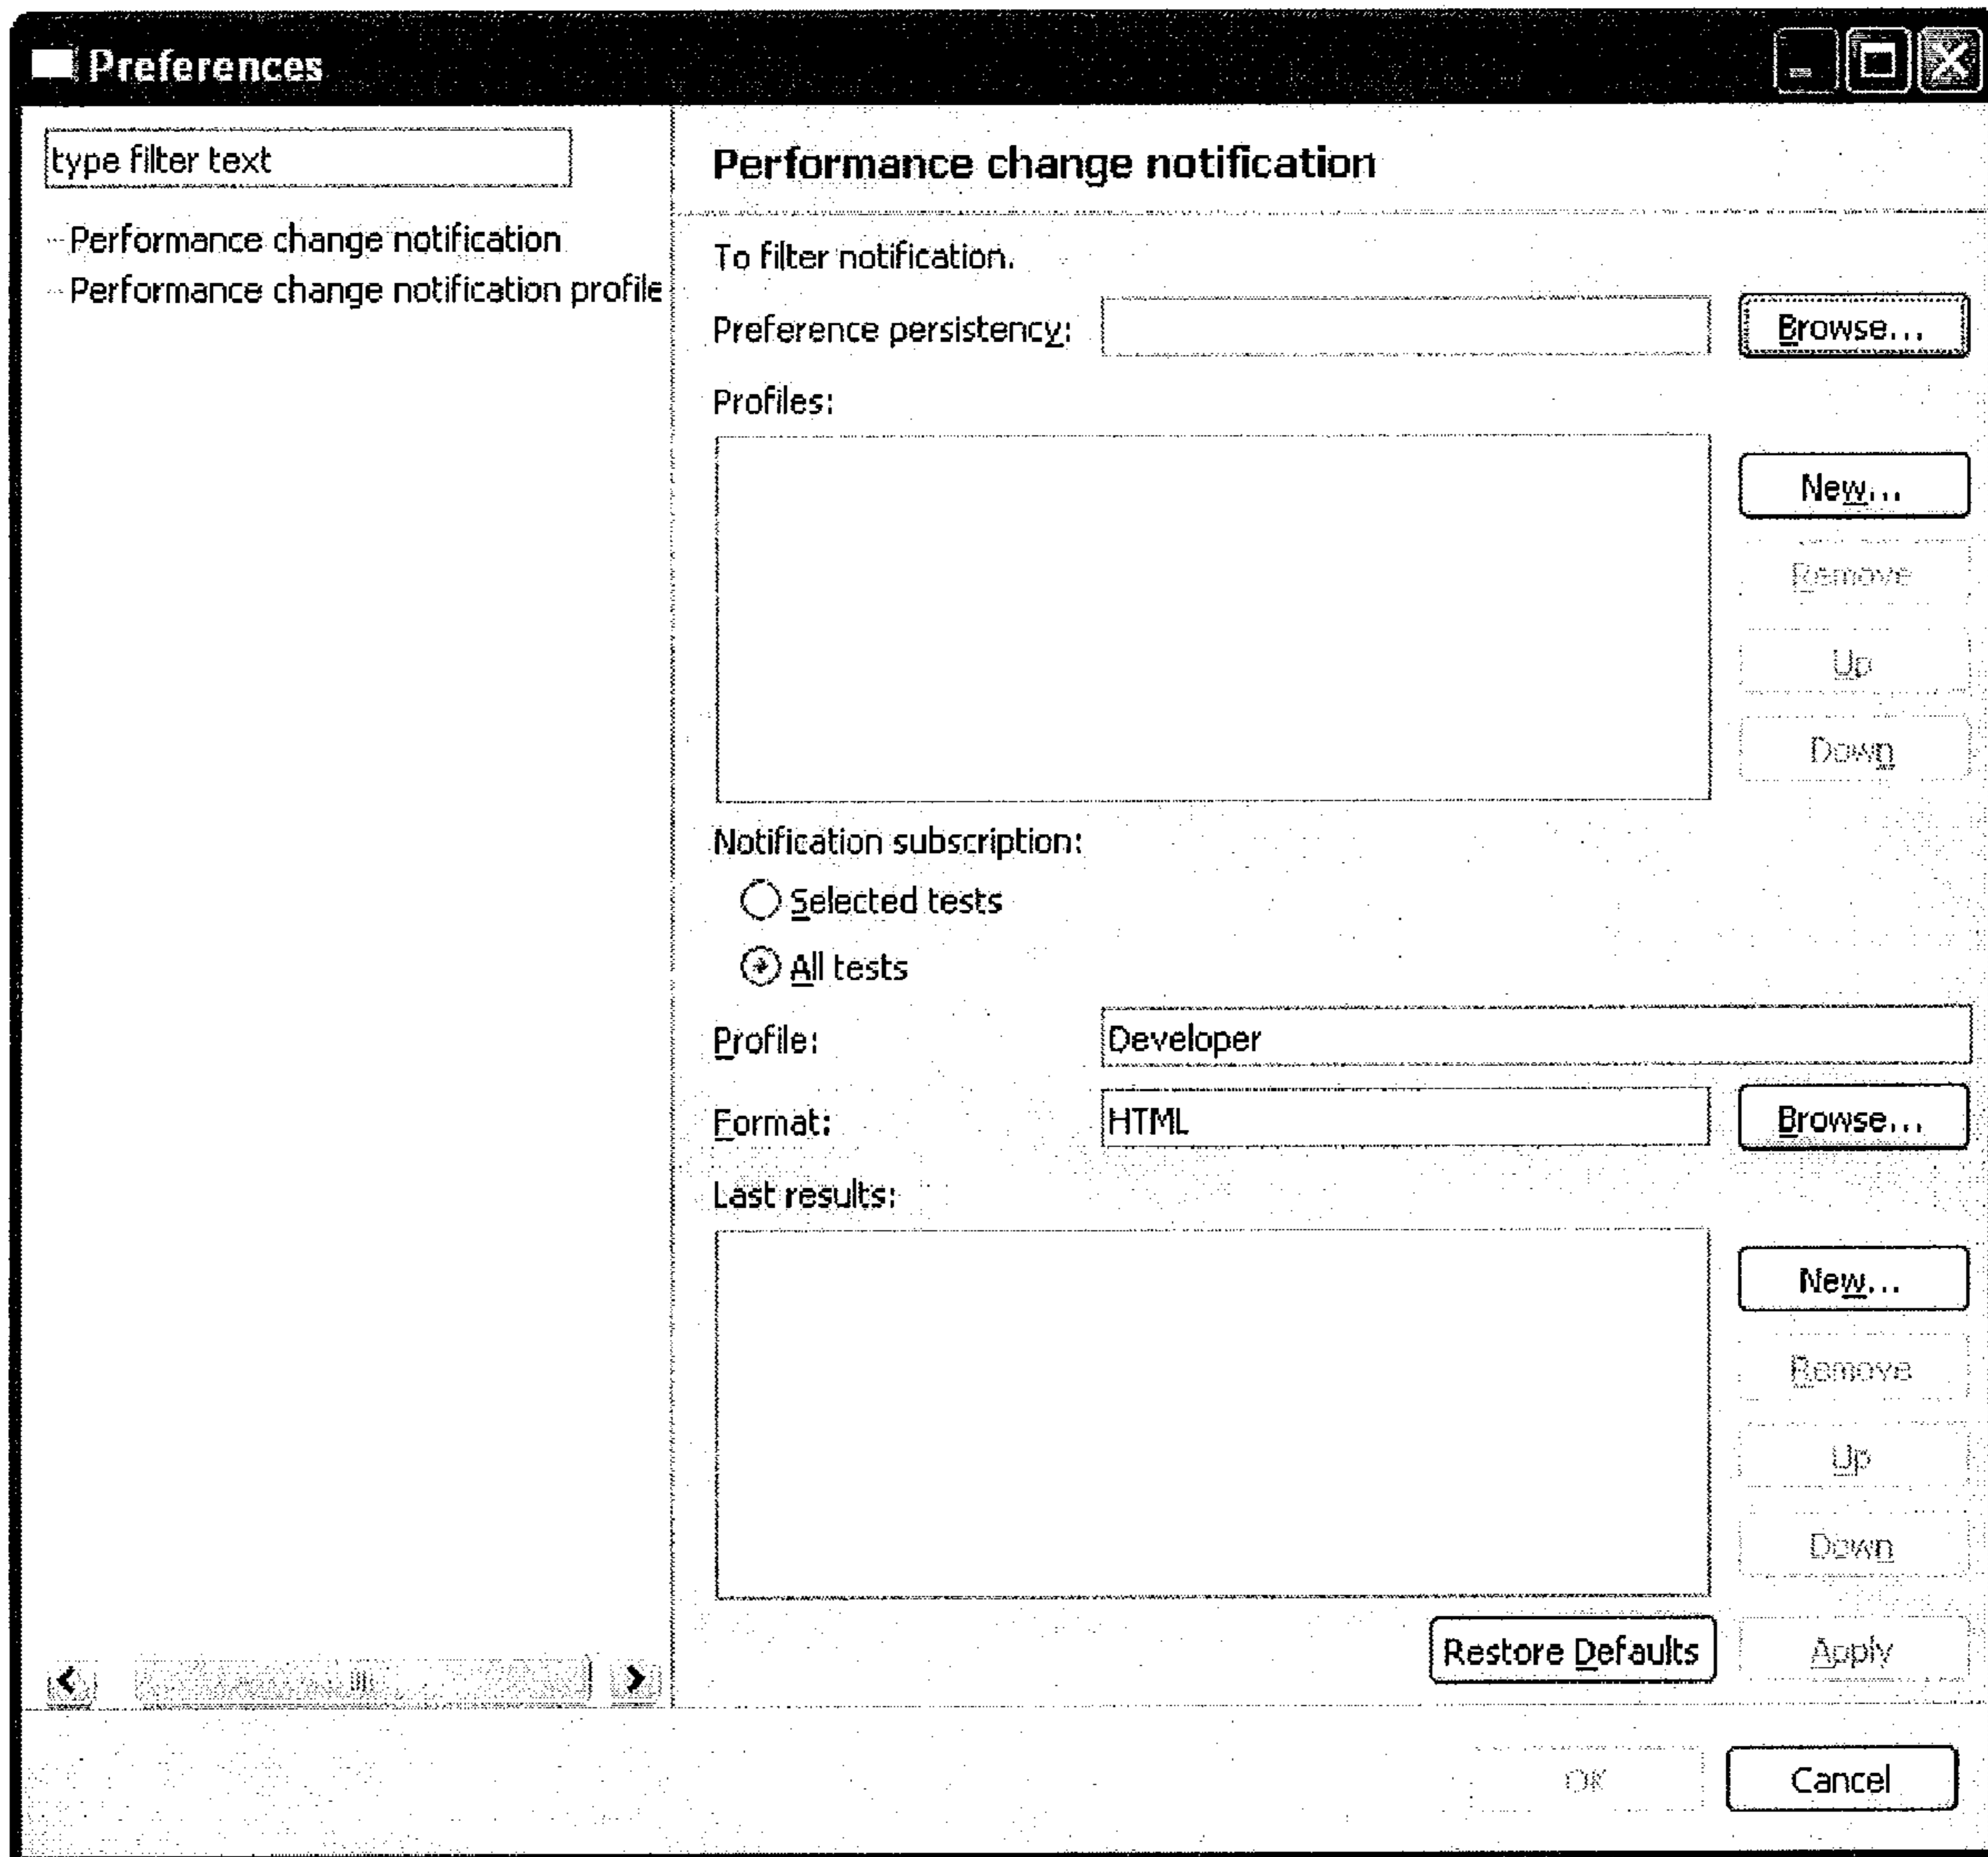 Preferences
type filter text
Performance change notification
Performance change notification profile
Performance change notification
To filter notification.
Preference persistency:
Browse...
Profiles:
New...
Remove
Up
Down
Notification subscription:
Selected tests
All tests
Profile:
Developer
Format:
HTML
Browse...
Last results:
New...
Remove
Up
Down
Restore Defaults
Apply
OK
Cancel